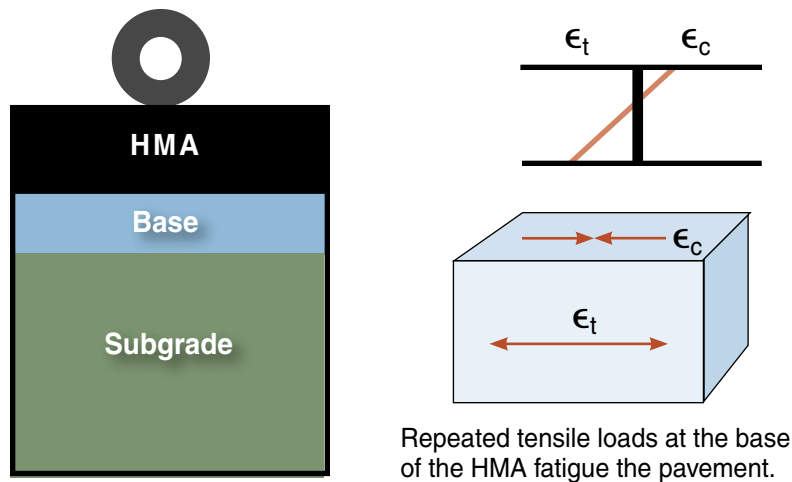 HMA
Base
Subgrade
ϵt ϵc
ϵc
ϵt
Repeated tensile loads at the base
of the HMA fatigue the pavement.